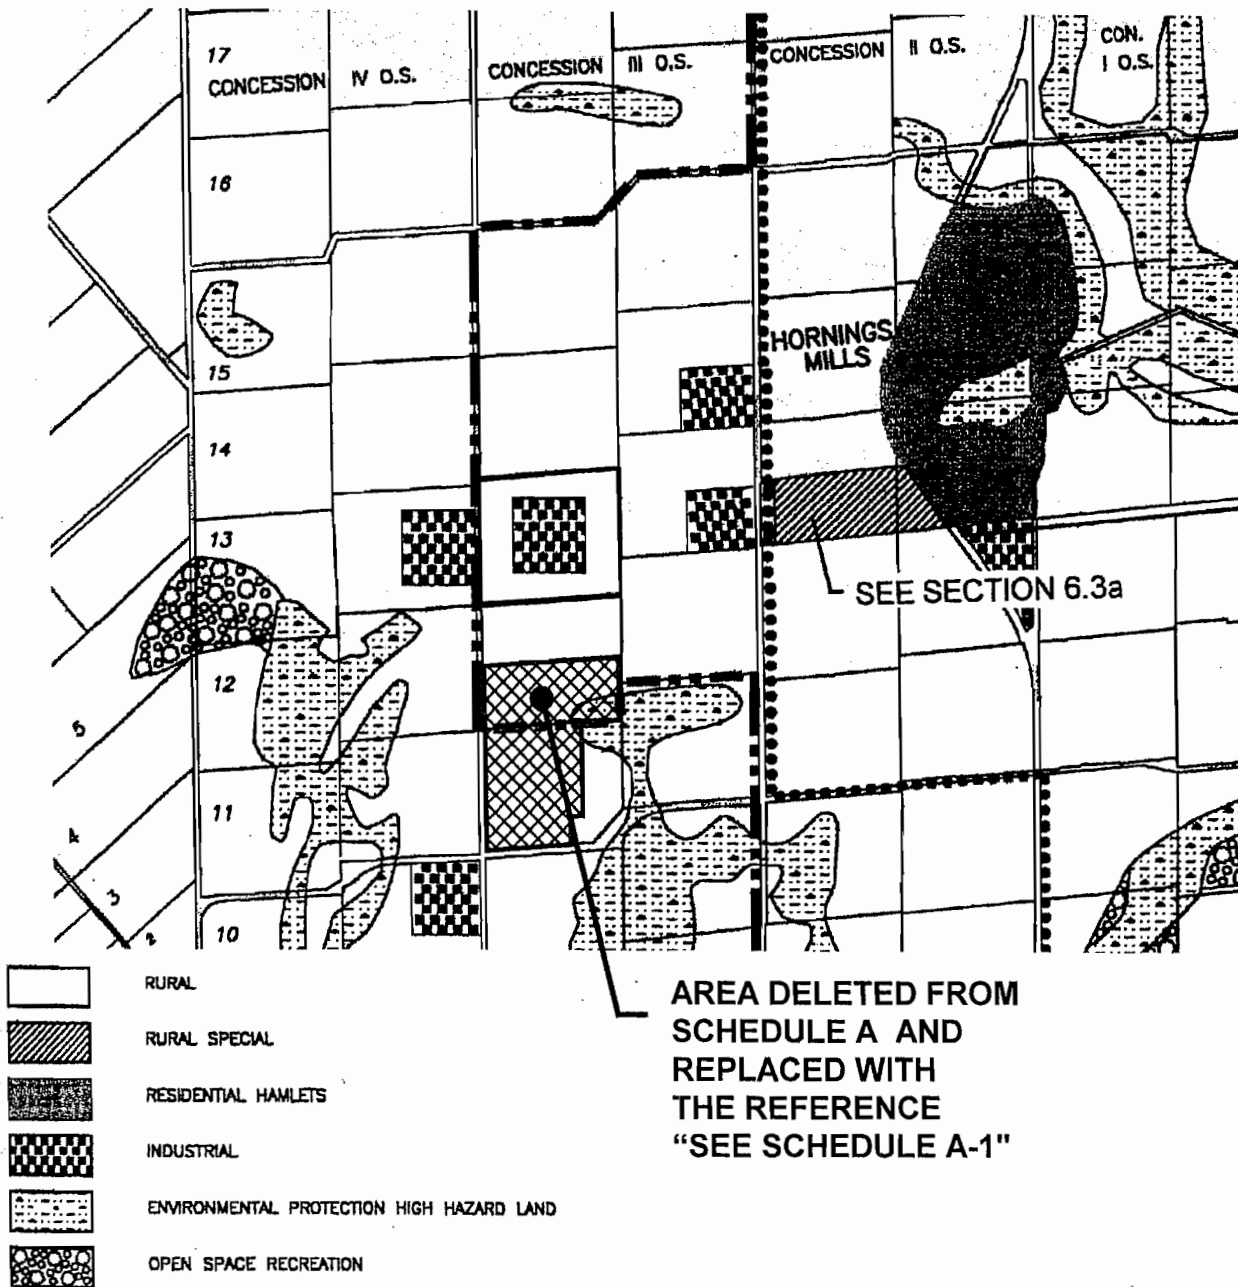 17
CONCESSION IV O.S.
CONCESSION III O.S.
CONCESSION II O.S.
CON.
I O.S.
16
15
HORNINGS
MILLS
14
13
SEE SECTION 6.3a
12
5
11
4
3
2
10
RURAL
RURAL SPECIAL
RESIDENTIAL HAMLETS
INDUSTRIAL
ENVIRONMENTAL PROTECTION HIGH HAZARD LAND
OPEN SPACE RECREATION
AREA DELETED FROM
SCHEDULE A AND
REPLACED WITH
THE REFERENCE
“SEE SCHEDULE A-1"